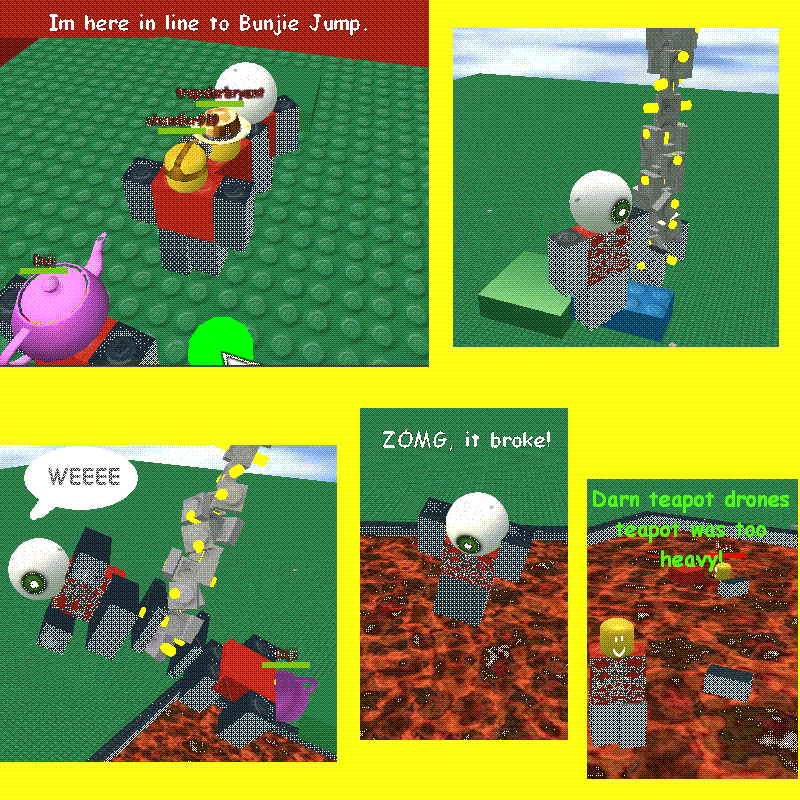 Im here in line to Bunjie Jump.
WEEEE
ZOMG, it broke!
Darn teapot drones
teapot was too
heavy!